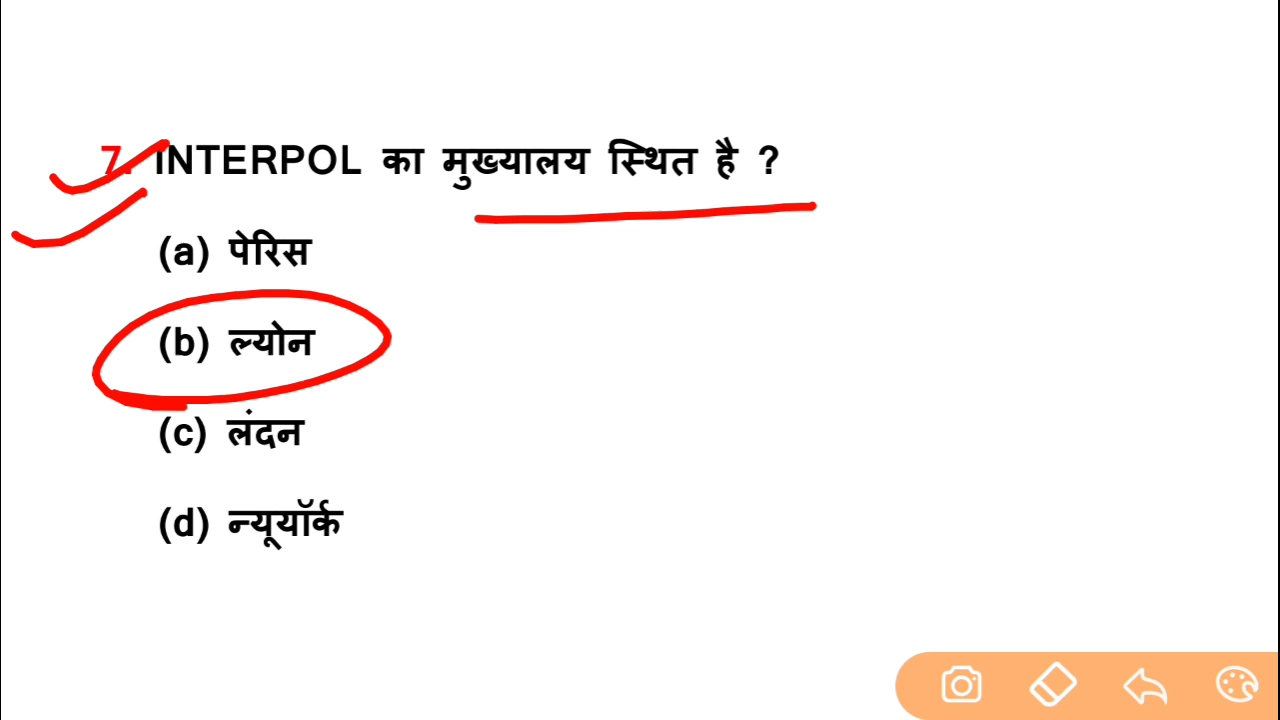 7. INTERPOL का मुख्यालय स्थित है ?
(a) पेरिस
(b) ल्योन
(c) लंदन
(d) न्यूयॉर्क